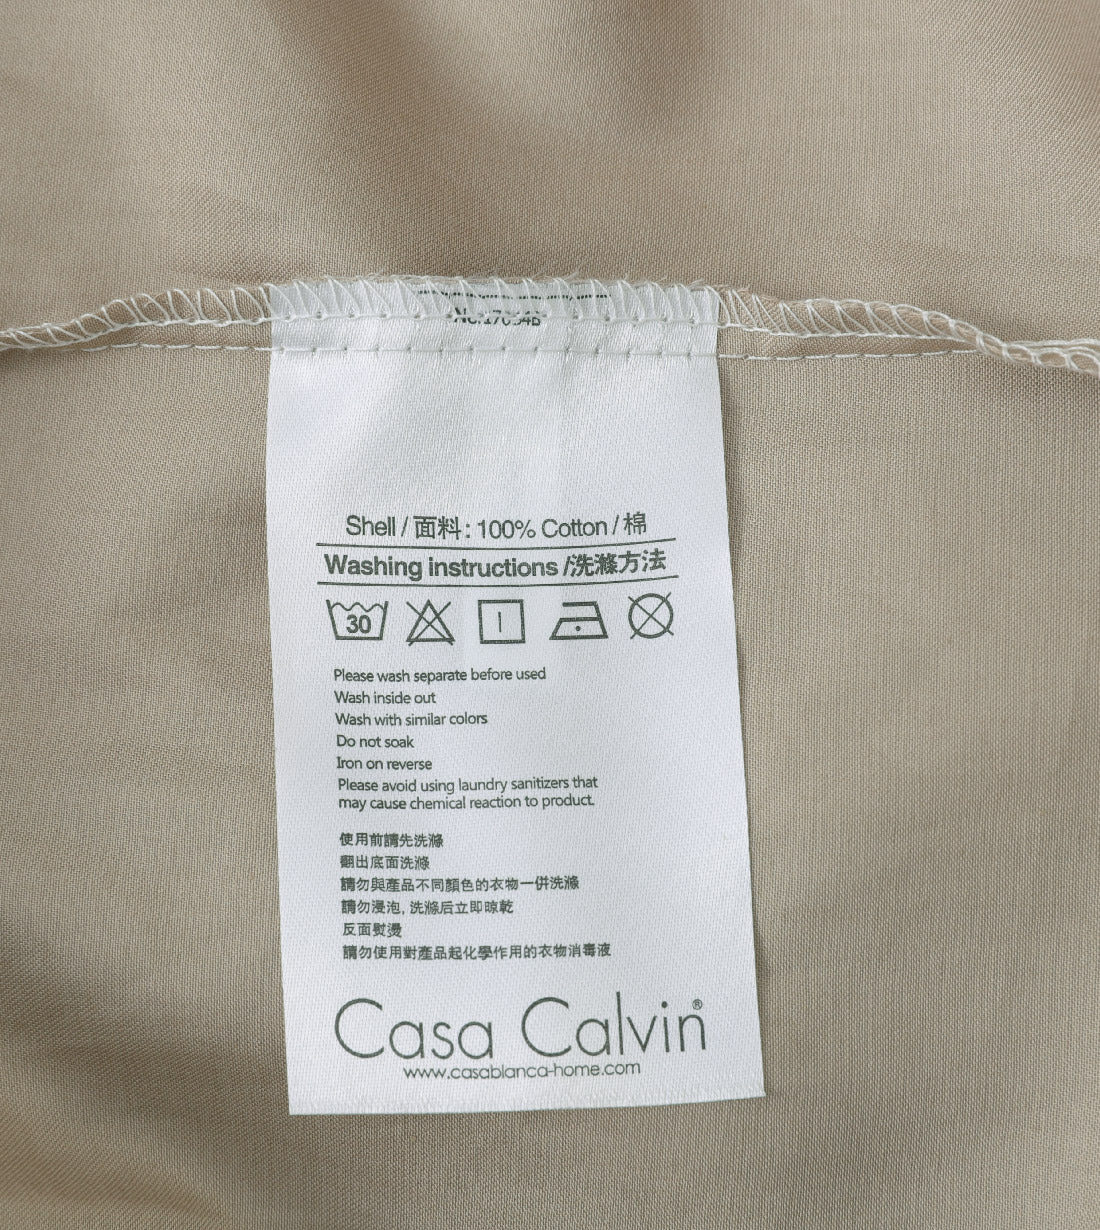 Shell / 面料 : 100% Cotton / 棉
Washing instructions /洗滌方法
30
Please wash separate before used
Wash inside out
Wash with similar colors
Do not soak
Iron on reverse
Please avoid using laundry sanitizers that
may cause chemical reaction to product.
使用前請先洗滌
翻出底面洗滌
請勿與產品不同顏色的衣物一併洗滌
請勿浸泡, 洗滌后立即晾乾
反面熨燙
請勿使用對產品起化學作用的衣物消毒液
Casa Calvin®
www.casablanca-home.com